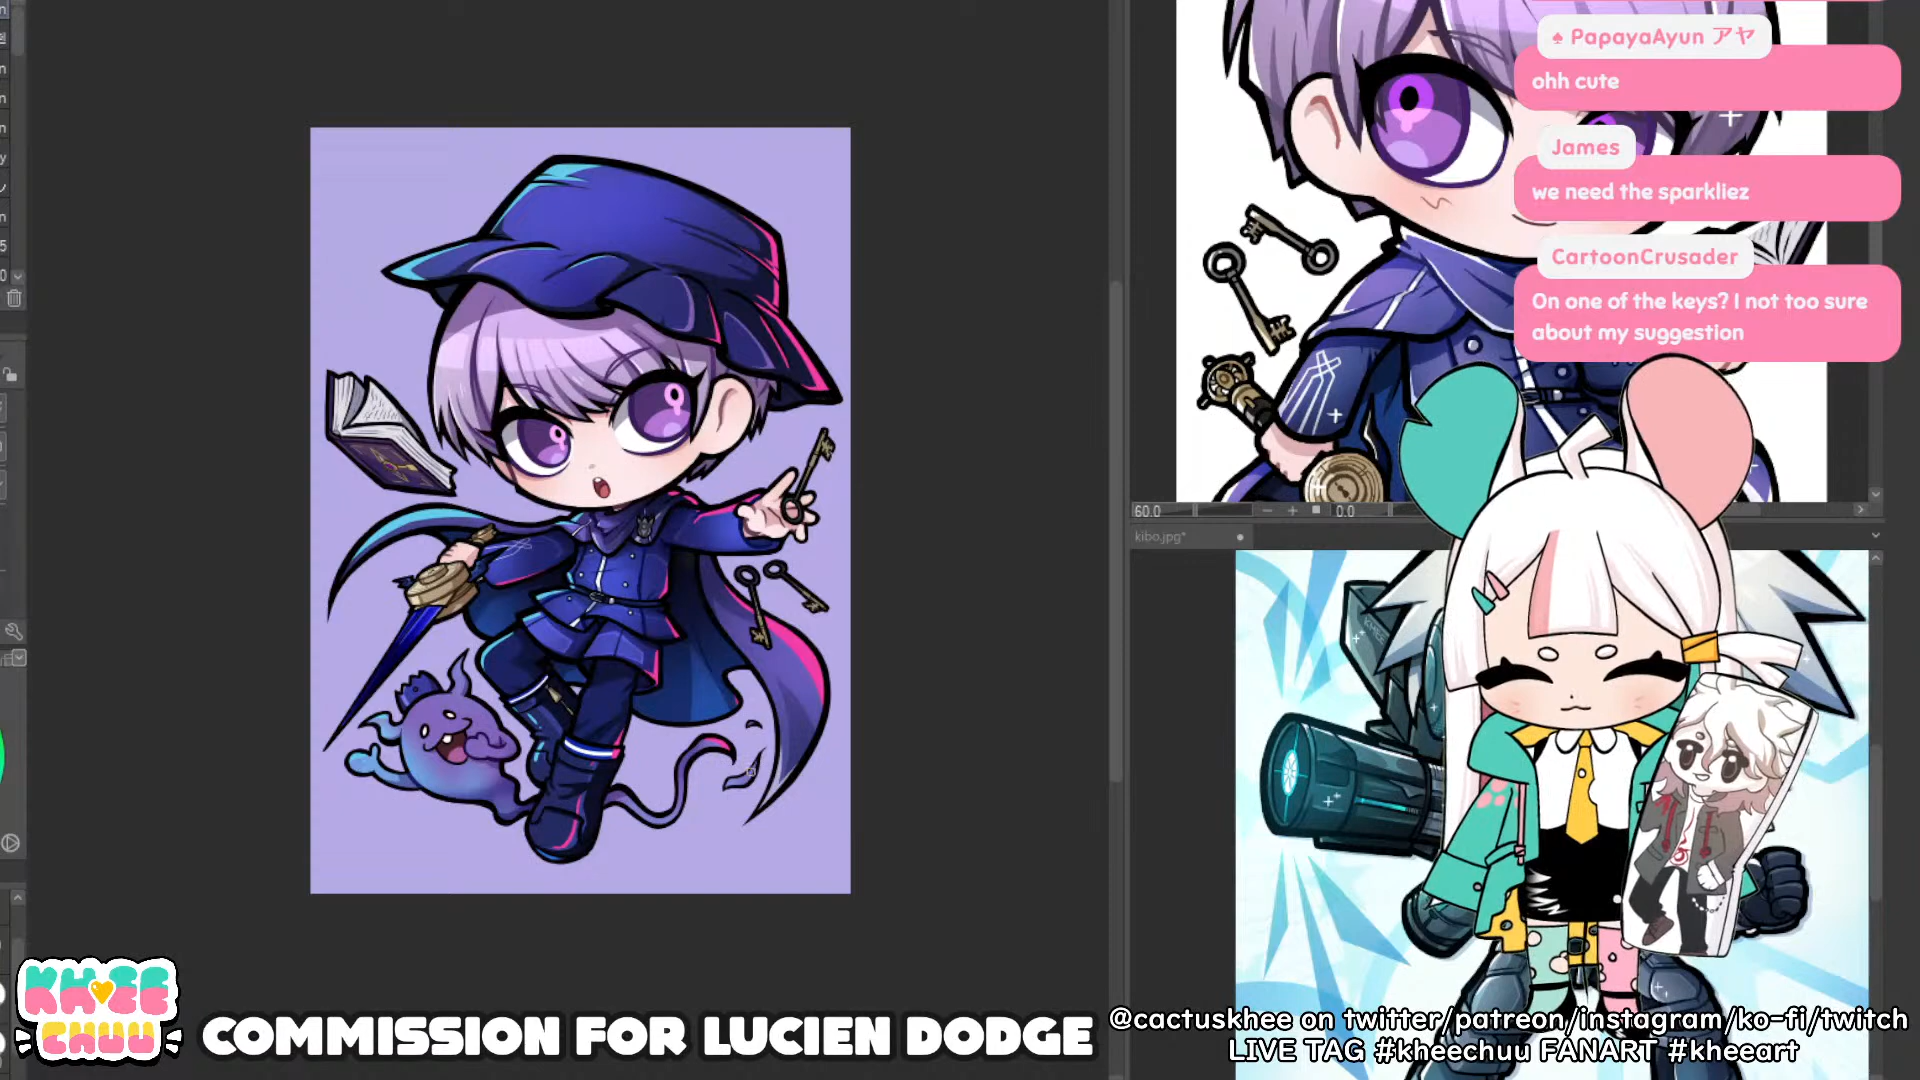 ♠ PapayaAyun アヤ
ohh cute
James
we need the sparkliez
CartoonCrusader
On one of the keys? I not too sure
about my suggestion
60.0
0.0
kibo.jpg*
KHEE
CHUU
COMMISSION FOR LUCIEN DODGE
@cactuskhee on twitter/patreon/instagram/ko-fi/twitch
LIVE TAG #kheechuu FANART #kheeart